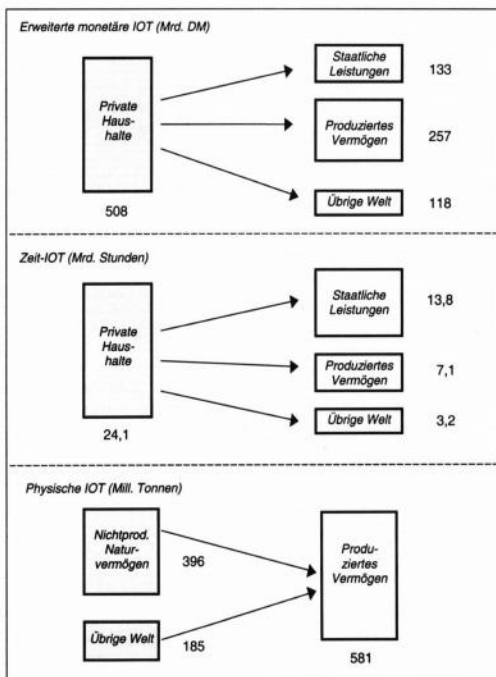 Erweiterte monetäre IOT (Mrd. DM)
Private
Haus-
halte
508
Staatliche
Leistungen
133
Produziertes
Vermögen
257
Übrige Welt
118
Zeit-IOT (Mrd. Stunden)
Private
Haus-
halte
24,1
Staatliche
Leistungen
13,8
Produziertes
Vermögen
7,1
Übrige Welt
3,2
Physische IOT (Mill. Tonnen)
Nichtprod.
Natur-
vermögen
396
Übrige Welt
185
Produ-
ziertes
Vermögen
581